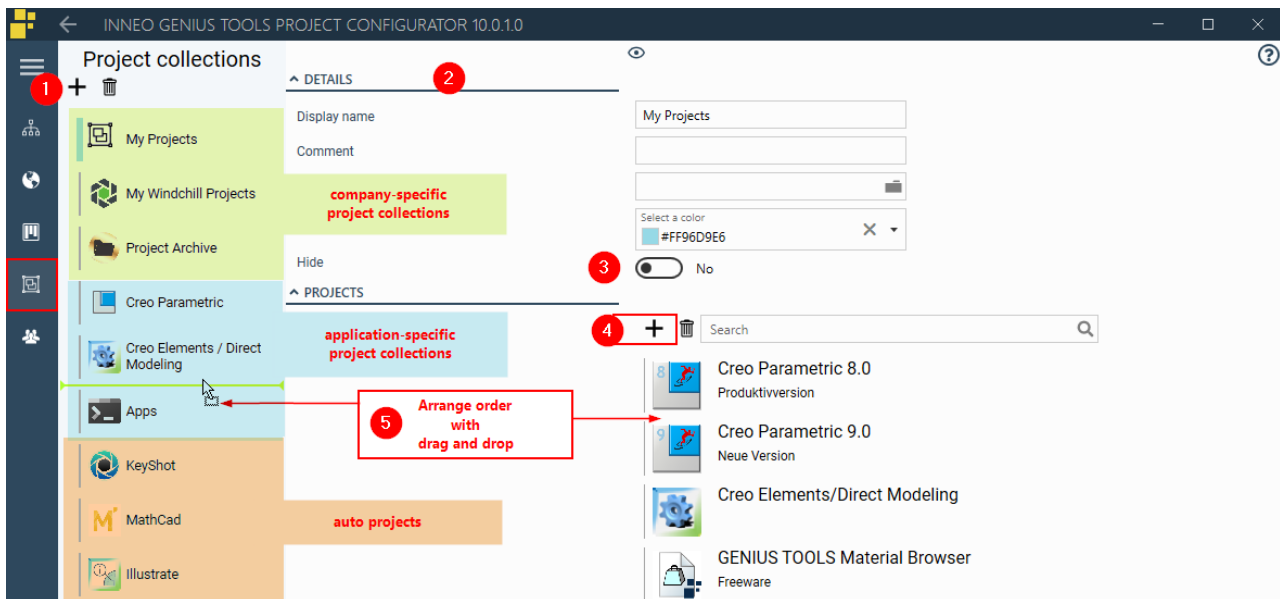 INNEO GENIUS TOOLS PROJECT CONFIGURATOR 10.0.1.0
Project collections
1
My Projects
My Windchill Projects
Project Archive
Creo Parametric
Creo Elements / Direct
Modeling
Apps
KeyShot
MathCad
Illustrate
DETAILS
2
Display name
My Projects
Comment
company-specific
project collections
Select a color
#FF96D9E6
Hide
3
No
PROJECTS
application-specific
project collections
4
Search
5
Arrange order
with
drag and drop
auto projects
8
Creo Parametric 8.0
Produktivversion
9
Creo Parametric 9.0
Neue Version
Creo Elements/Direct Modeling
GENIUS TOOLS Material Browser
Freeware